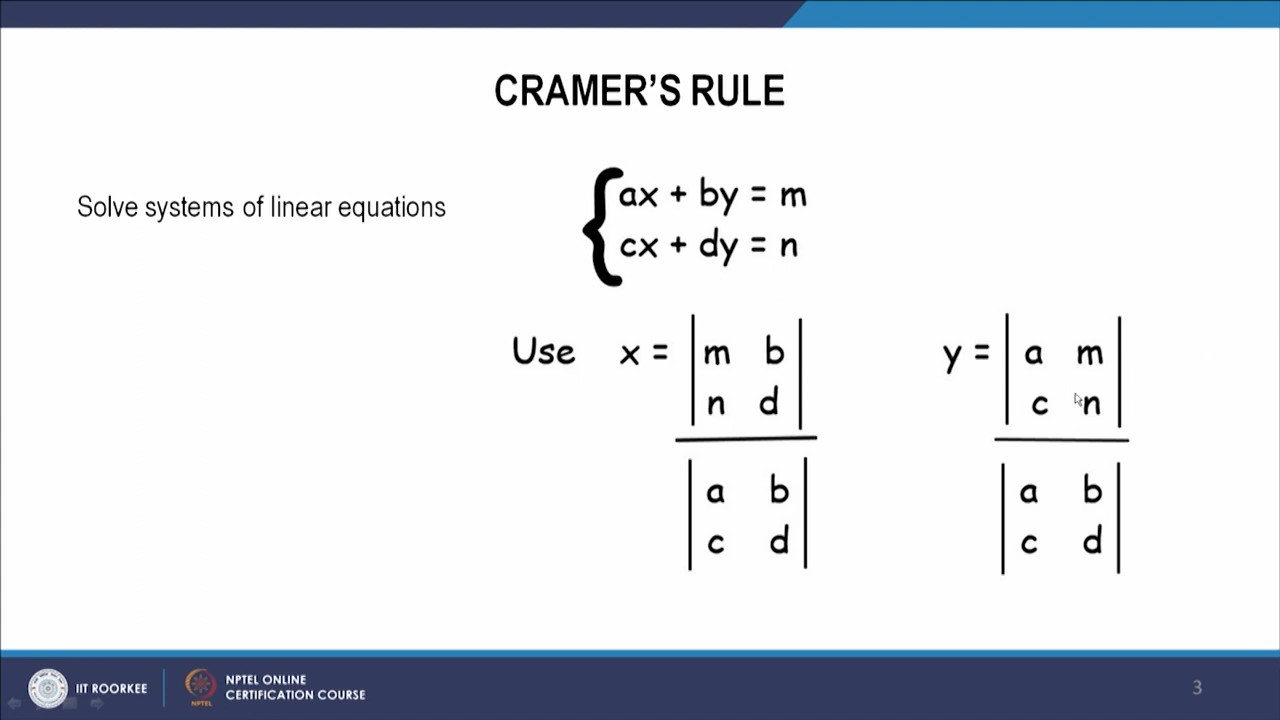 CRAMER'S RULE
Solve systems of linear equations
ax + by = m
cx + dy = n
Use x = | m b | y = | a m |
| n d | | c n |
| a b | | a b |
| c d | | c d |
IIT ROORKEE
NPTEL
NPTEL ONLINE
CERTIFICATION COURSE
3